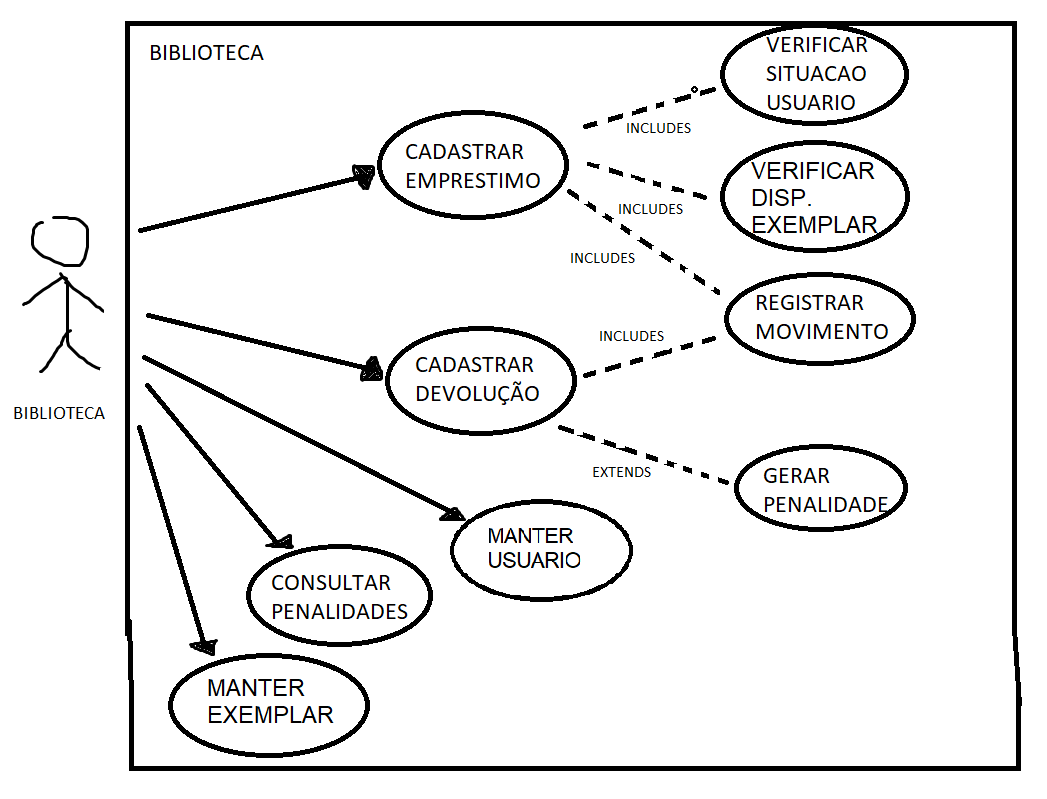 BIBLIOTECA
VERIFICAR
SITUACAO
USUARIO
INCLUDES
CADASTRAR
EMPRESTIMO
VERIFICAR
DISP.
EXEMPLAR
INCLUDES
INCLUDES
REGISTRAR
MOVIMENTO
INCLUDES
CADASTRAR
DEVOLUÇÃO
BIBLIOTECA
EXTENDS
GERAR
PENALIDADE
MANTER
USUARIO
CONSULTAR
PENALIDADES
MANTER
EXEMPLAR